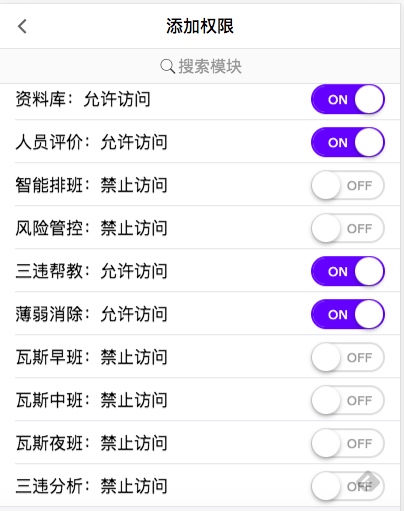 添加权限
搜索模块
资料库：允许访问 ON
人员评价：允许访问 ON
智能排班：禁止访问 OFF
风险管控：禁止访问 OFF
三违帮教：允许访问 ON
薄弱消除：允许访问 ON
瓦斯早班：禁止访问 OFF
瓦斯中班：禁止访问 OFF
瓦斯夜班：禁止访问 OFF
三违分析：禁止访问 OFF